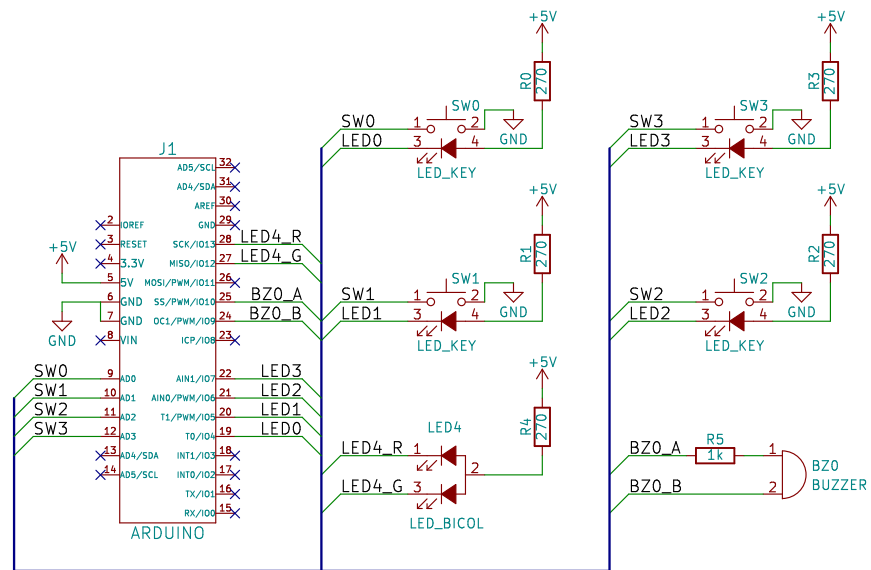 J1
AD5/SCL 32
AD4/SDA 31
AREF 30
2 IOREF GND 29
3 RESET SCK/IO13 28 LED4_R
4 3.3V MISO/IO12 27 LED4_G
+5V 5 5V MOSI/PWM/IO11 26
6 GND SS/PWM/IO10 25 BZ0_A
7 GND OC1/PWM/IO9 24 BZ0_B
GND
8 VIN ICP/IO8 23
SW0 9 AD0 AIN1/IO7 22 LED3
SW1 10 AD1 AIN0/PWM/IO6 21 LED2
SW2 11 AD2 T1/PWM/IO5 20 LED1
SW3 12 AD3 T0/IO4 19 LED0
13 AD4/SDA INT1/IO3 18
14 AD5/SCL INT0/IO2 17
TX/IO1 16
RX/IO0 15
ARDUINO
+5V
R0 270
SW0 1 SW0 2 GND
LED0 3 4
LED_KEY
+5V
R3 270
SW3 1 SW3 2 GND
LED3 3 4
LED_KEY
+5V
R1 270
SW1 1 SW1 2 GND
LED1 3 4
LED_KEY
+5V
R2 270
SW2 1 SW2 2 GND
LED2 3 4
LED_KEY
+5V
R4 270
LED4
LED4_R 1
2
LED4_G 3
LED_BICOL
R5
BZ0_A 1k 1
BZ0
BUZZER
BZ0_B 2